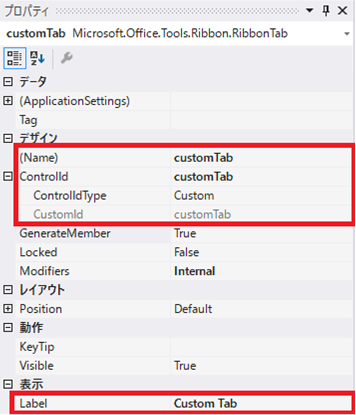 プロパティ
customTab Microsoft.Office.Tools.Ribbon.RibbonTab
データ
(ApplicationSettings)
Tag
デザイン
(Name) customTab
ControlId customTab
ControlIdType Custom
CustomId customTab
GenerateMember True
Locked False
Modifiers Internal
レイアウト
Position Default
動作
KeyTip
Visible True
表示
Label Custom Tab